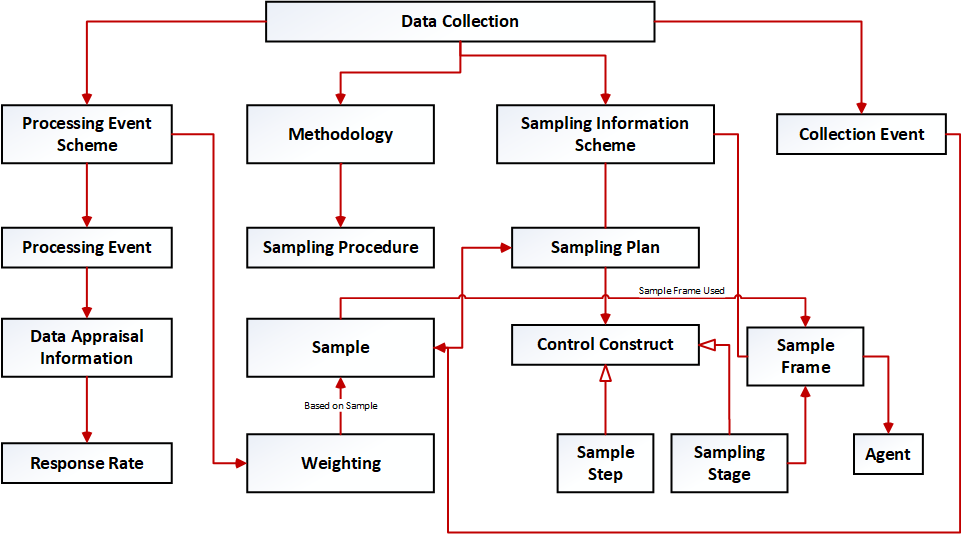 Data Collection
Processing Event
Scheme
Methodology
Sampling Information
Scheme
Collection Event
Processing Event
Sampling Procedure
Sampling Plan
Sample Frame Used
Data Appraisal
Information
Sample
Control Construct
Sample
Frame
Based on Sample
Response Rate
Weighting
Sample
Step
Sampling
Stage
Agent